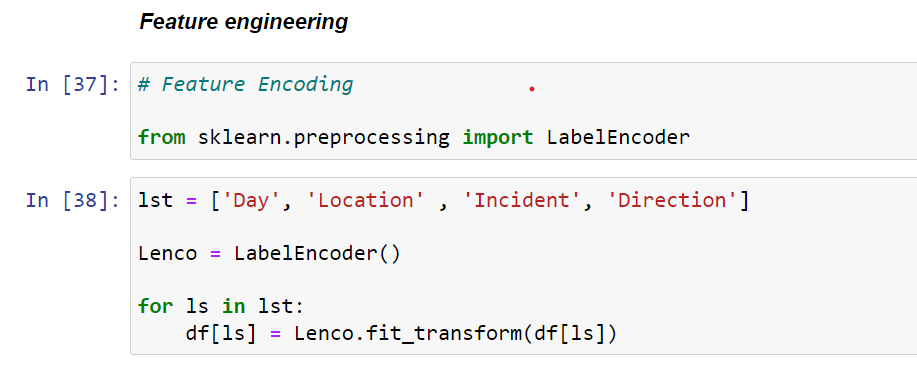 Feature engineering
In [37]: # Feature Encoding
from sklearn.preprocessing import LabelEncoder
In [38]: lst = ['Day', 'Location' , 'Incident', 'Direction']
Lenco = LabelEncoder()
for ls in lst:
    df[ls] = Lenco.fit_transform(df[ls])